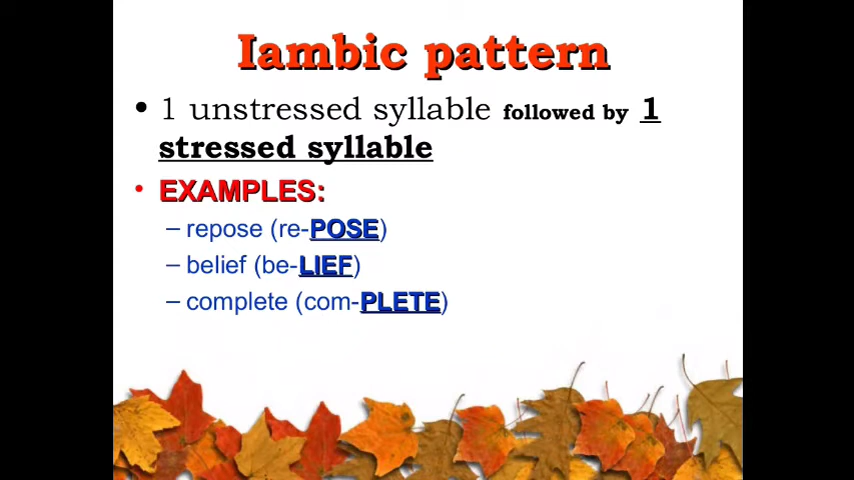 Iambic pattern
• 1 unstressed syllable followed by 1
stressed syllable
• EXAMPLES:
– repose (re-POSE)
– belief (be-LIEF)
– complete (com-PLETE)